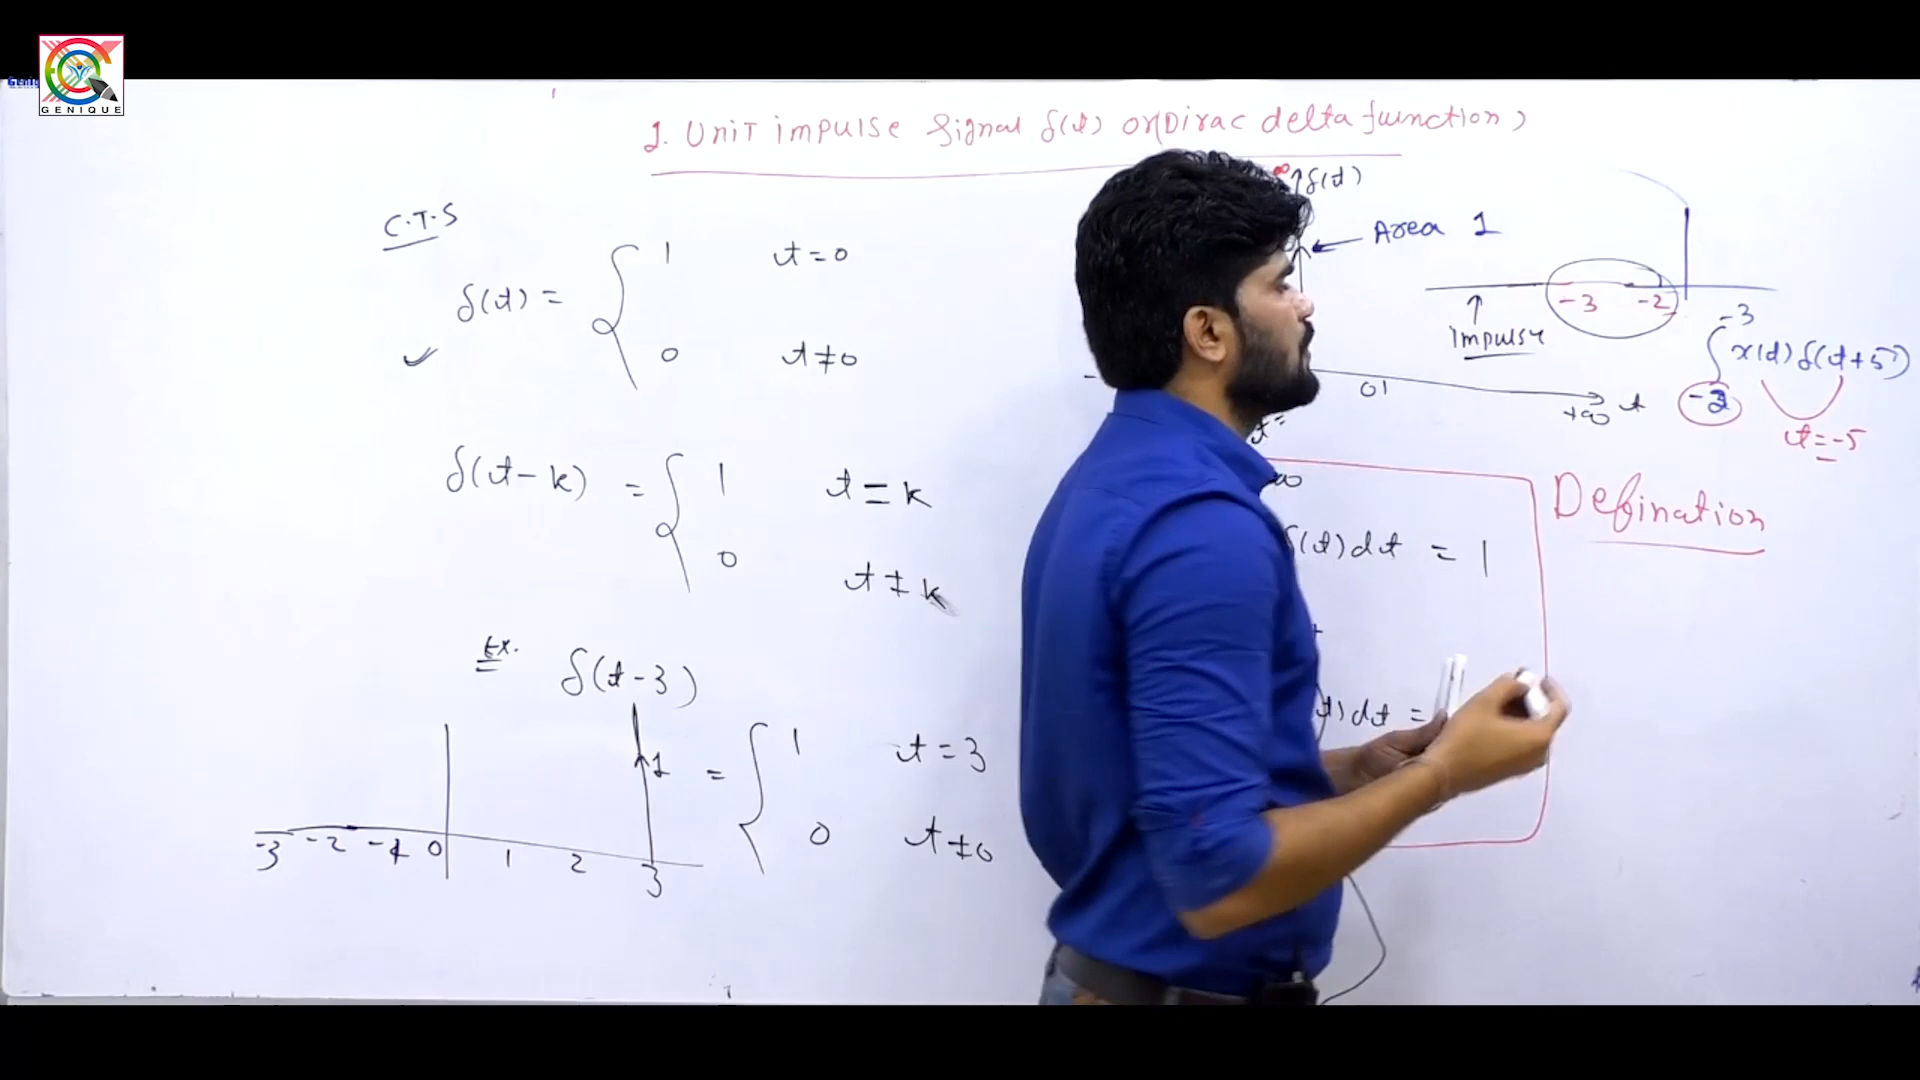 GENIQUE
1. Unit impulse Signal δ(t) or (Dirac delta function)
C.T.S
δ(t) = { 1 t=0
0 t≠0
δ(t-k) = { 1 t=k
0 t≠k
Ex. δ(t-3)
1
= { 1 t=3
0 t≠0
-3 -2 -1 0 1 2 3
∞ δ(t)
Area 1
01
+∞ t
-3 -2
impulse
-3
∫ x(t) δ(t+5)
t=-5
Defination
∞
δ(t)dt = 1
t)dt =